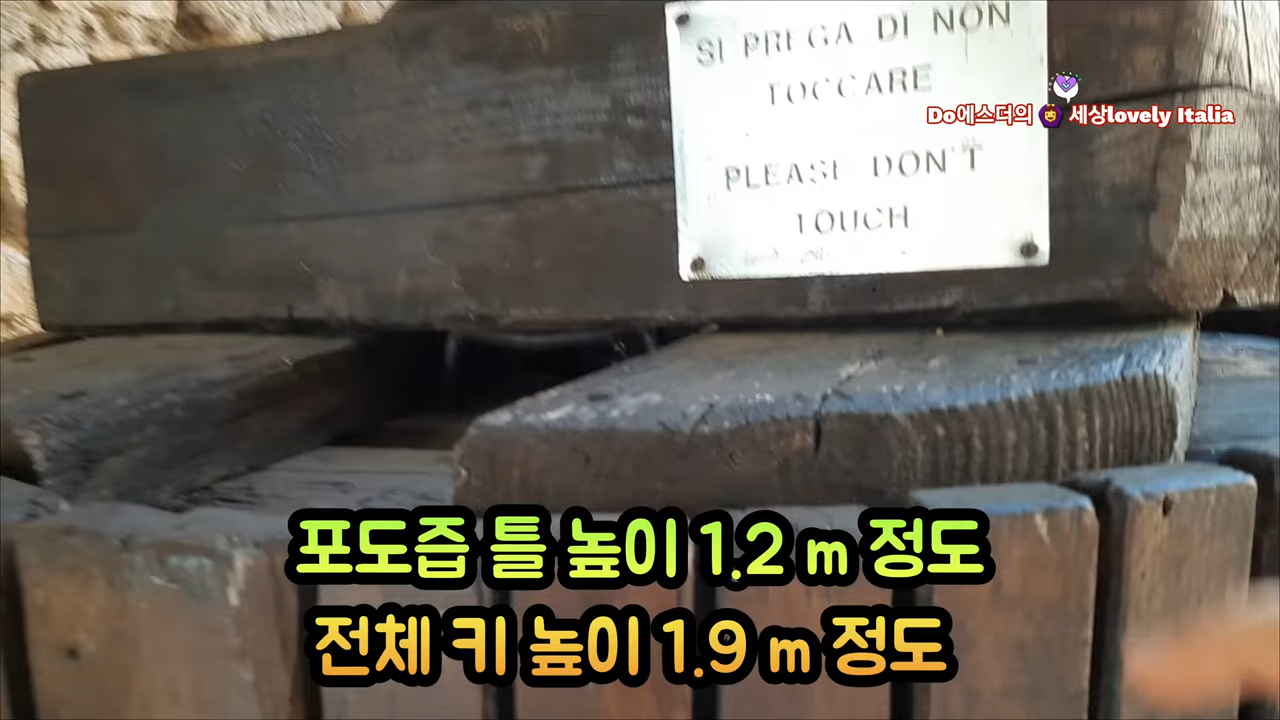 SI PREGA DI NON
TOCCARE
PLEASE DON'T
TOUCH
Do에스더의 🙆‍♀️ 세상lovely Italia
포도즙 틀 높이 1.2 m 정도
전체 키 높이 1.9 m 정도